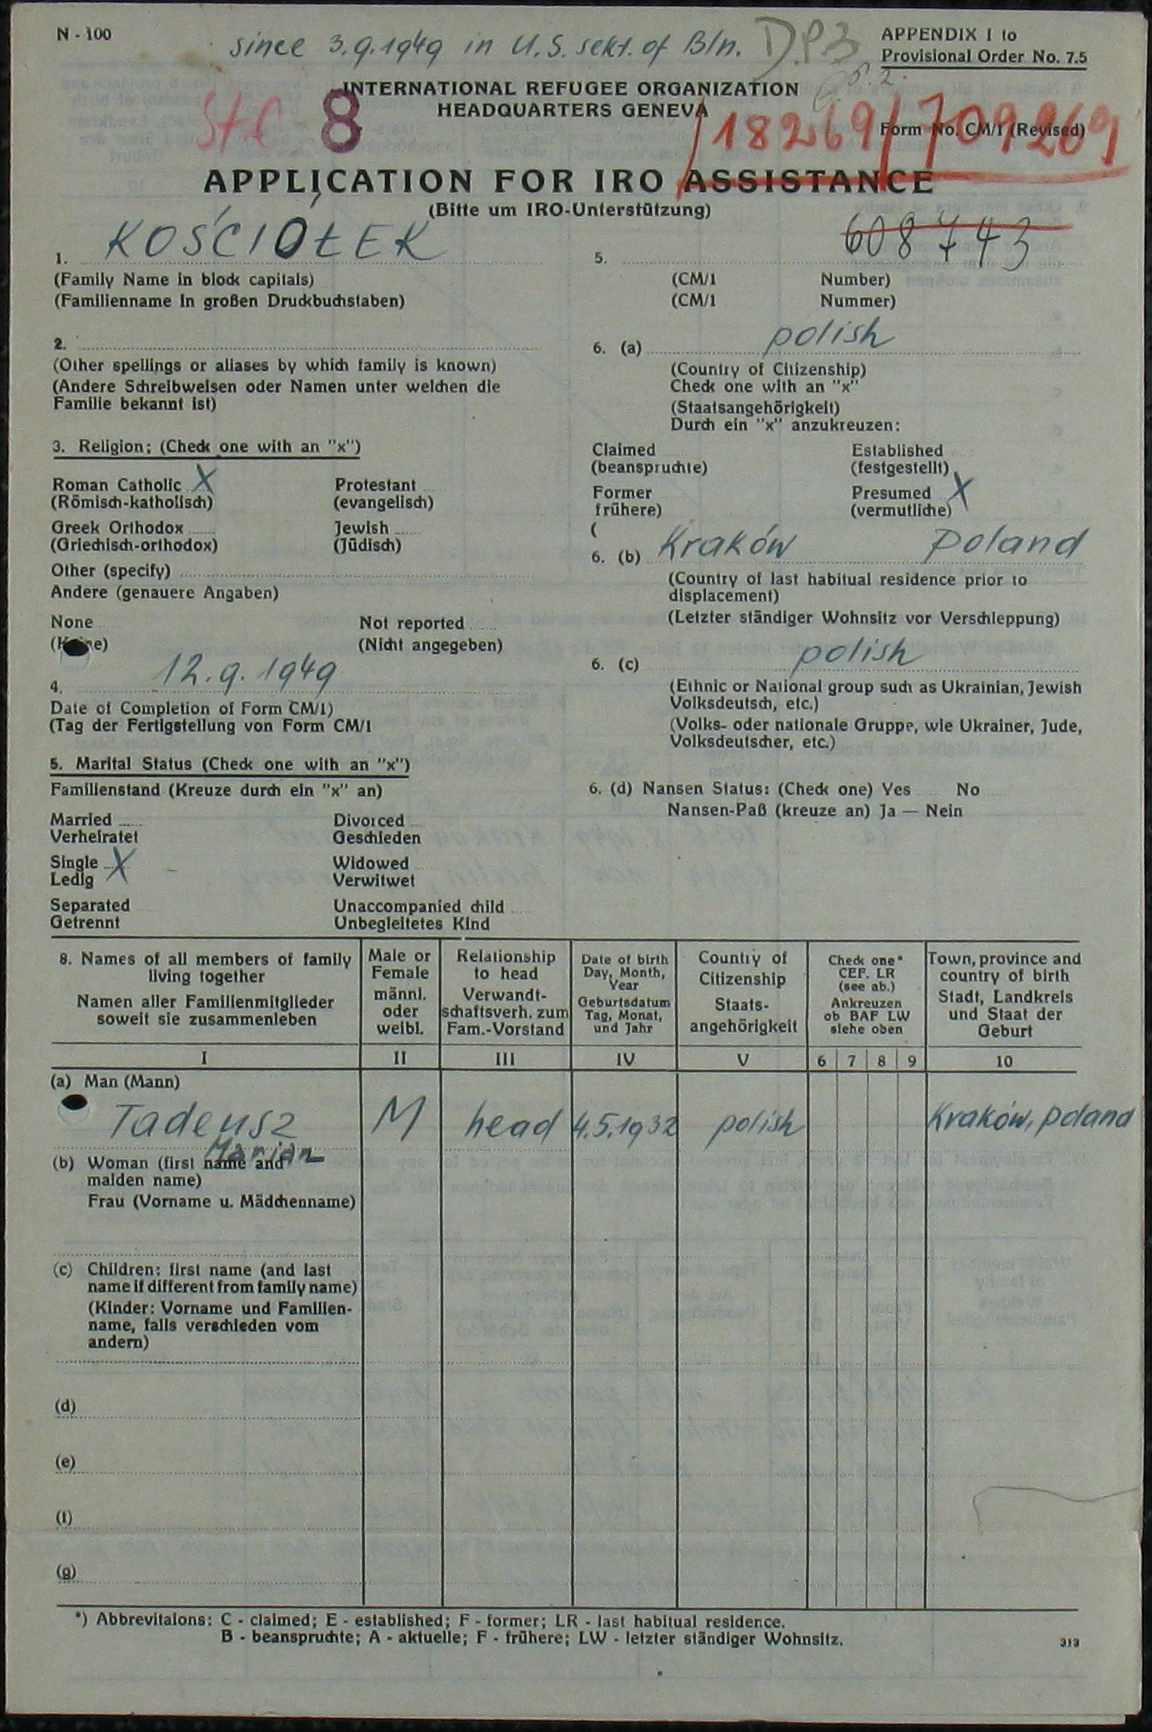 N - 100
since 3.9.1949 in U.S. sekt. of Bln.
APPENDIX I to
Provisional Order No. 7.5
INTERNATIONAL REFUGEE ORGANIZATION
HEADQUARTERS GENEVA
8
18269/709269
Form No. CM/1 (Revised)
APPLICATION FOR IRO ASSISTANCE
(Bitte um IRO-Unterstützung)
1. KOŚCIÓŁEK
(Family Name in block capitals)
(Familienname in großen Druckbuchstaben)
5. 608743
(CM/1 Number)
(CM/1 Nummer)
2.
(Other spellings or aliases by which family is known)
(Andere Schreibweisen oder Namen unter welchen die
Familie bekannt ist)
6. (a) polish
(Country of Citizenship)
Check one with an "x"
(Staatsangehörigkeit)
Durch ein "x" anzukreuzen:
3. Religion; (Check one with an "x")
Roman Catholic X
(Römisch-katholisch)
Protestant
(evangelisch)
Greek Orthodox
(Griechisch-orthodox)
Jewish
(Jüdisch)
Other (specify)
Andere (genauere Angaben)
None
(Keine)
Not reported
(Nicht angegeben)
Claimed
(beanspruchte)
Established
(festgestellt)
Former
frühere)
(
Presumed X
(vermutliche)
6. (b) Kraków Poland
(Country of last habitual residence prior to
displacement)
(Letzter ständiger Wohnsitz vor Verschleppung)
4. 12.9.1949
Date of Completion of Form CM/1)
(Tag der Fertigstellung von Form CM/1
6. (c) polish
(Ethnic or National group such as Ukrainian, Jewish
Volksdeutsch, etc.)
(Volks- oder nationale Gruppe, wie Ukrainer, Jude,
Volksdeutscher, etc.)
5. Marital Status (Check one with an "x")
Familienstand (Kreuze durch ein "x" an)
Married
Verheiratet
Divorced
Geschieden
Single X
Ledig
Widowed
Verwitwet
Separated
Getrennt
Unaccompanied child
Unbegleitetes Kind
6. (d) Nansen Status: (Check one) Yes No
Nansen-Paß (kreuze an) Ja — Nein
8. Names of all members of family
living together
Namen aller Familienmitglieder
soweit sie zusammenleben
Male or
Female
männl.
oder
weibl.
Relationship
to head
Verwandt-
schaftsverh. zum
Fam.-Vorstand
Date of birth
Day, Month,
Year
Geburtsdatum
Tag, Monat,
und Jahr
County of
Citizenship
Staats-
angehörigkeit
Check one*
CEF. LR
(see ab.)
Ankreuzen
ob BAF LW
siehe oben
Town, province and
country of birth
Stadt, Landkreis
und Staat der
Geburt
I II III IV V 6 7 8 9 10
(a) Man (Mann)
Tadeusz M head 4.5.1932 polish Kraków, Poland
Marian
(b) Woman (first name and
maiden name)
Frau (Vorname u. Mädchenname)
(c) Children: first name (and last
name if different from family name)
(Kinder: Vorname und Familien-
name, falls verschieden vom
andern)
(d)
(e)
(f)
(g)
*) Abbrevitaions: C - claimed; E - established; F - former; LR - last habitual residence.
B - beanspruchte; A - aktuelle; F - frühere; LW - letzter ständiger Wohnsitz.
313